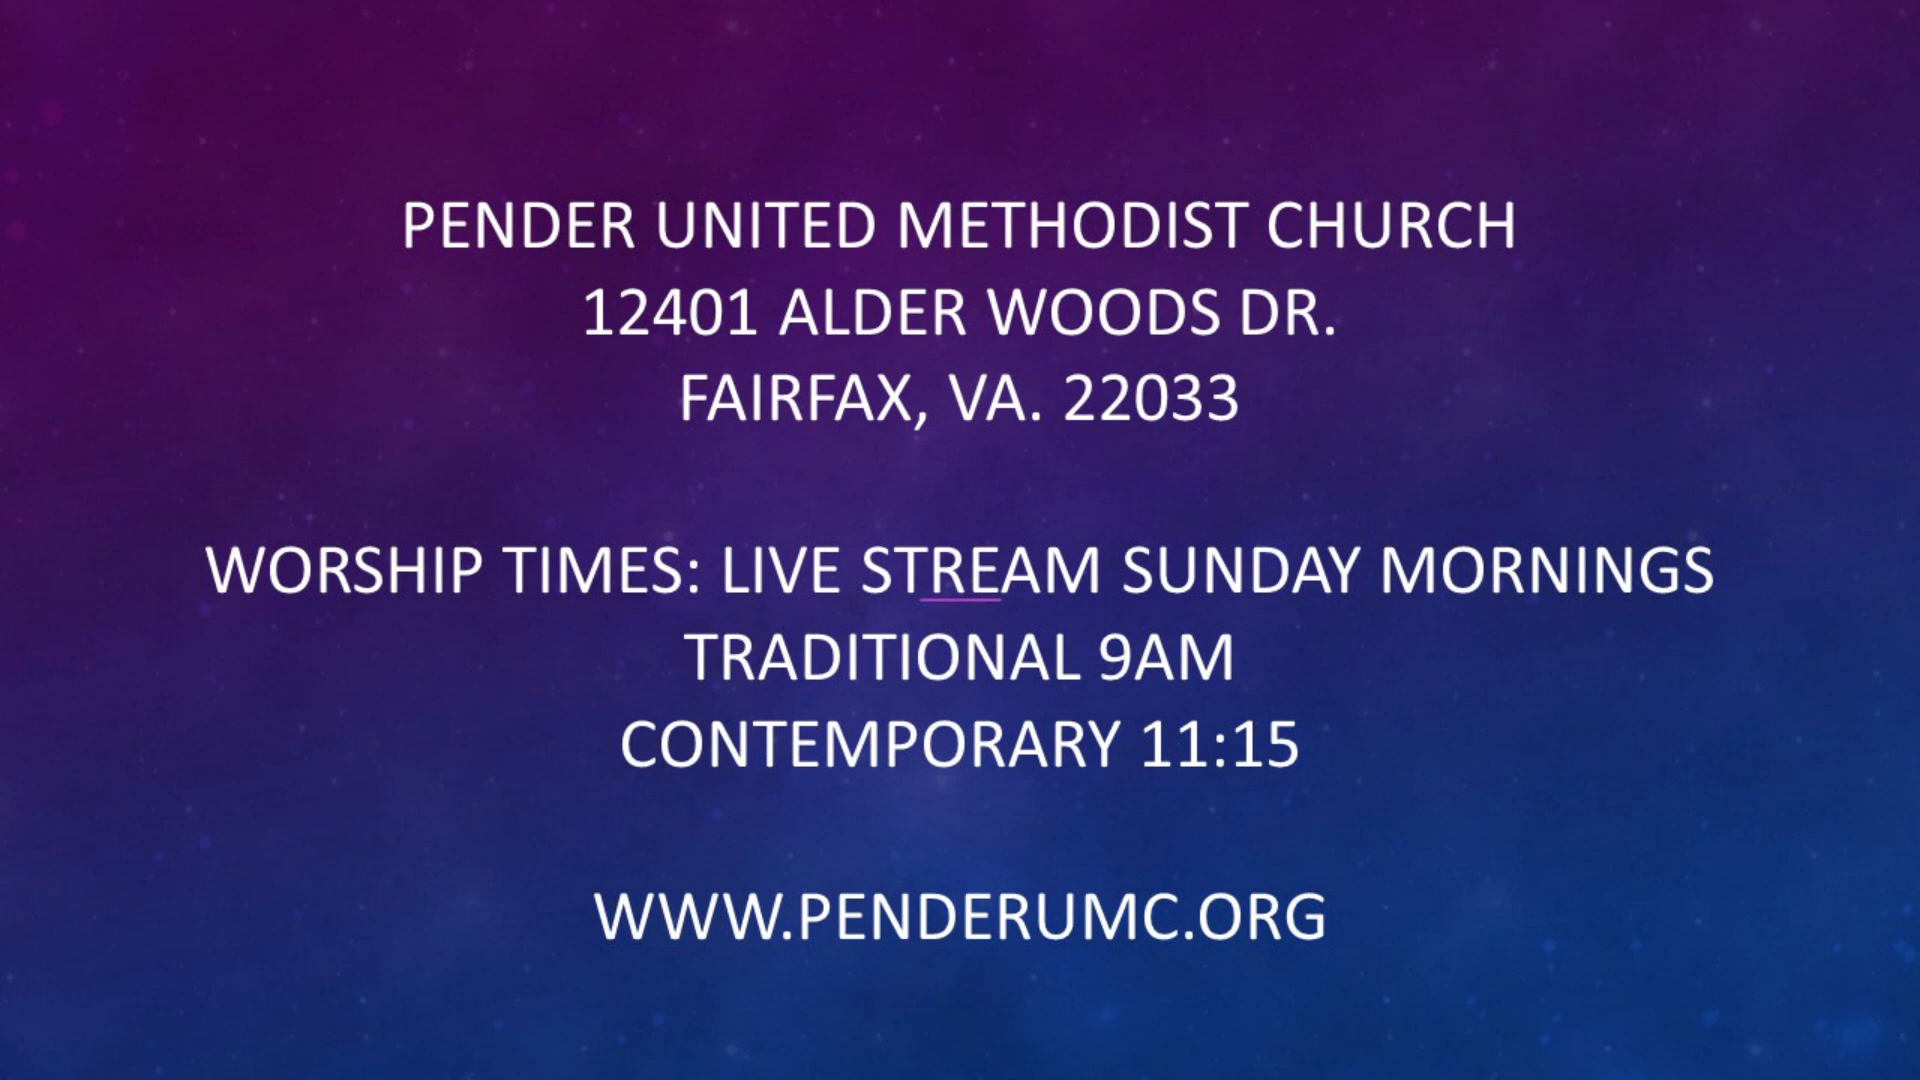 PENDER UNITED METHODIST CHURCH
12401 ALDER WOODS DR.
FAIRFAX, VA. 22033
WORSHIP TIMES: LIVE STREAM SUNDAY MORNINGS
TRADITIONAL 9AM
CONTEMPORARY 11:15
WWW.PENDERUMC.ORG